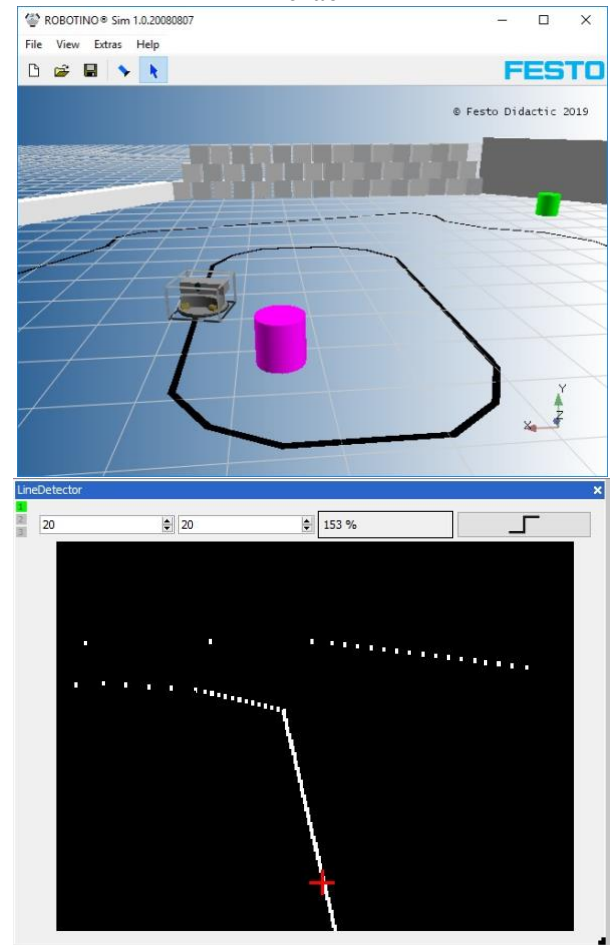 ROBOTINO® Sim 1.0.20080807
File View Extras Help
FESTO
© Festo Didactic 2019
Y
X Z
LineDetector
1
2
3
20 20 153 %